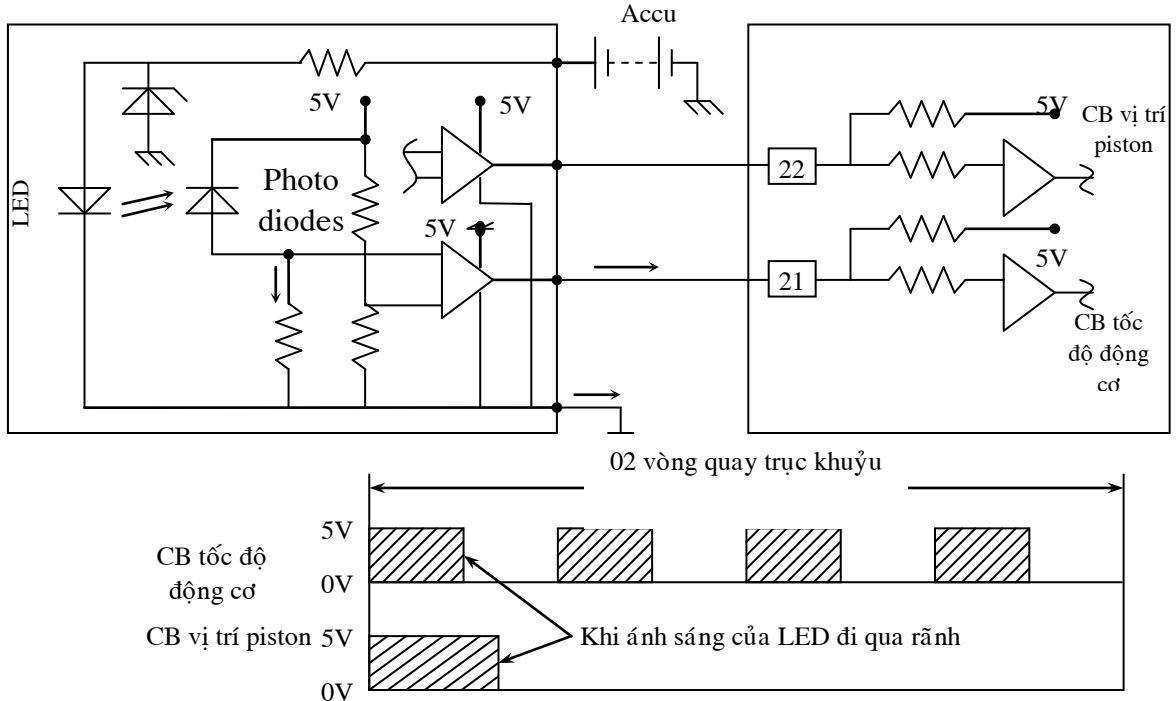 Accu
5V
5V
5V
CB vị trí
piston
22
LED
Photo
diodes
5V
5V
21
CB tốc
độ động
cơ
02 vòng quay trục khuỷu
5V
CB tốc độ
động cơ
0V
CB vị trí piston
5V
Khi ánh sáng của LED đi qua rãnh
0V